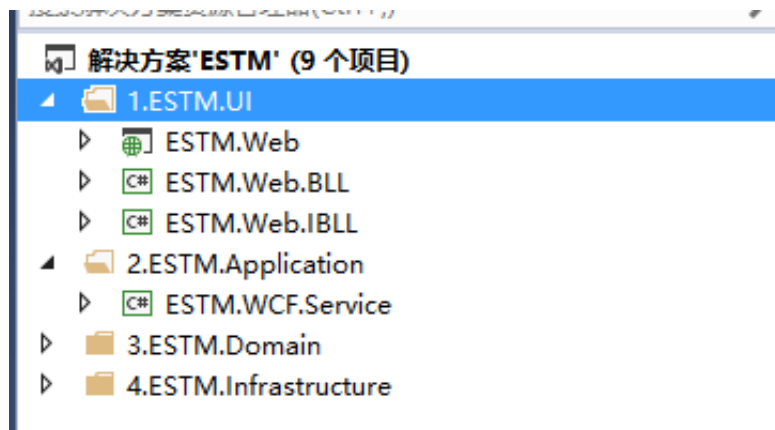 解决方案'ESTM' (9 个项目)
1.ESTM.UI
ESTM.Web
C# ESTM.Web.BLL
C# ESTM.Web.IBLL
2.ESTM.Application
C# ESTM.WCF.Service
3.ESTM.Domain
4.ESTM.Infrastructure